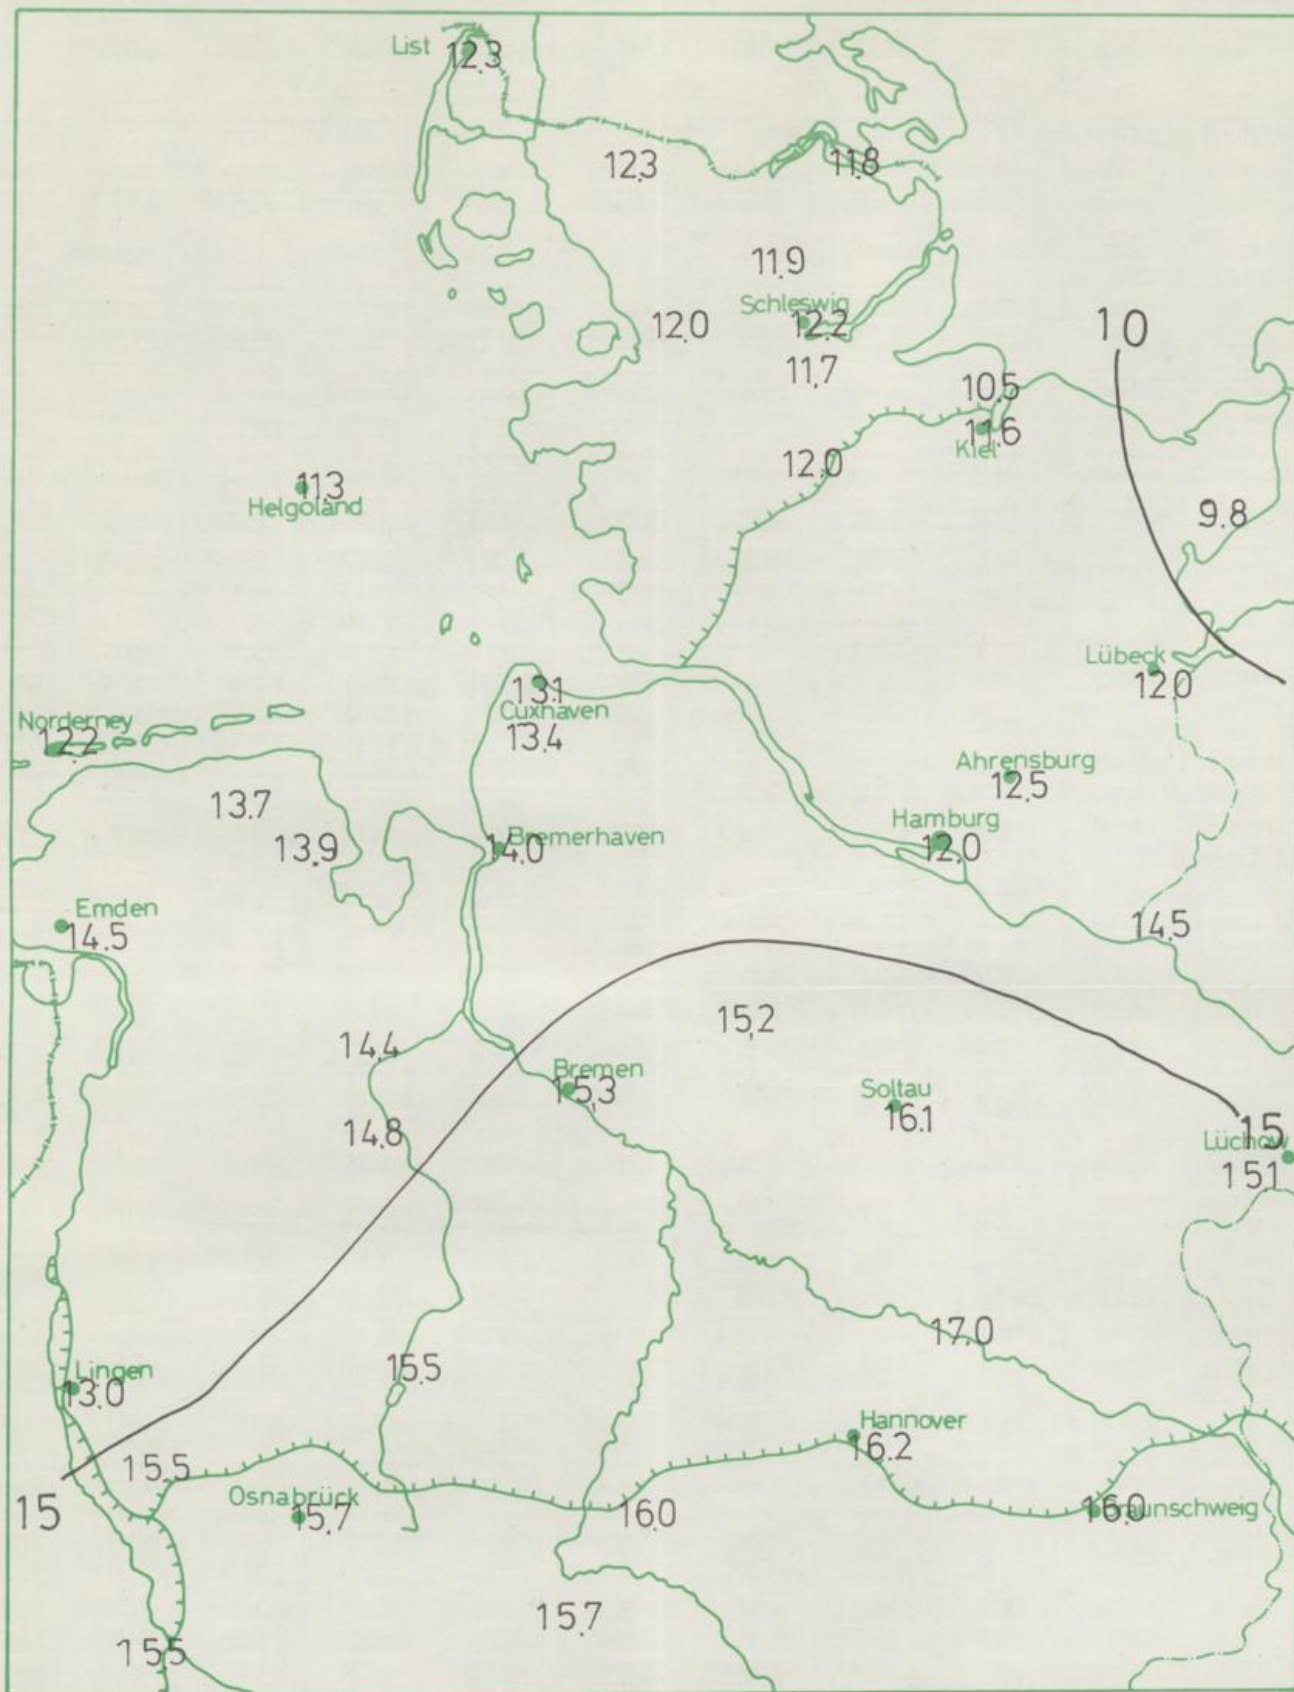 List
12.3
12.3
11.8
11.9
Schleswig
12.2
12.0
11.7
10
10.5
11.6
Kiel
12.0
11.3
Helgoland
9.8
Lübeck
12.0
13.1
Cuxhaven
13.4
Norderney
12.2
Ahrensburg
12.5
13.7
Hamburg
12.0
13.9
14.0
Bremerhaven
Emden
14.5
14.5
15,2
14.4
Bremen
15,3
Soltau
16.1
14.8
15
Lüchow
15.1
17.0
15.5
Lingen
13.0
Hannover
16.2
15.5
15
Osnabrück
15.7
16.0
16.0
Braunschweig
15.7
15.5